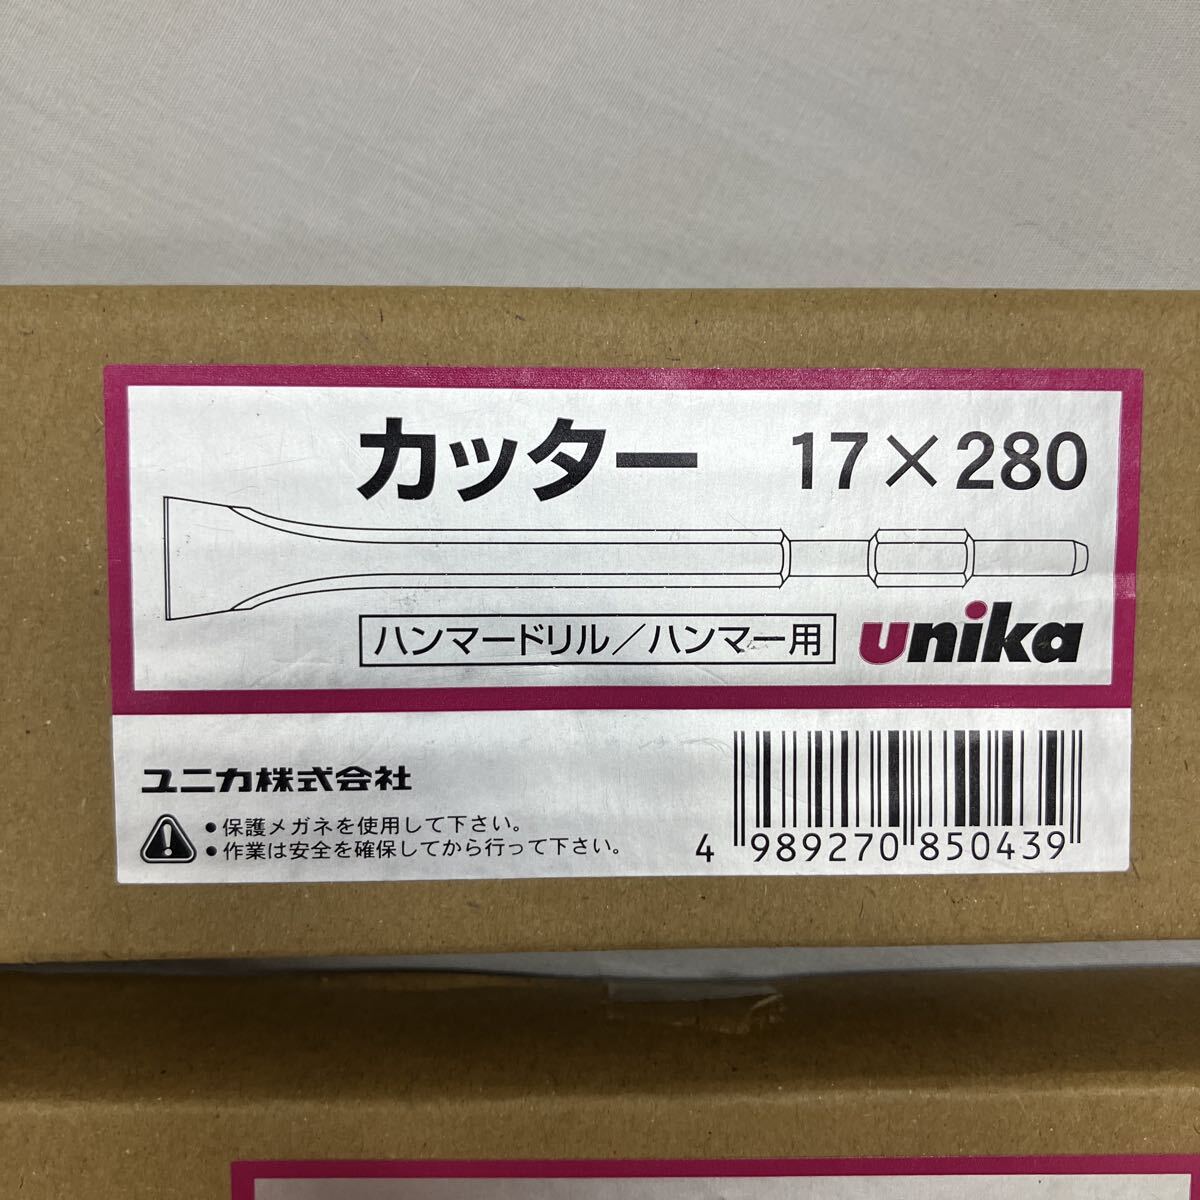 カッター 17×280
ハンマードリル／ハンマー用 unika
ユニカ株式会社
・保護メガネを使用して下さい。
・作業は安全を確保してから行って下さい。
4 989270 850439